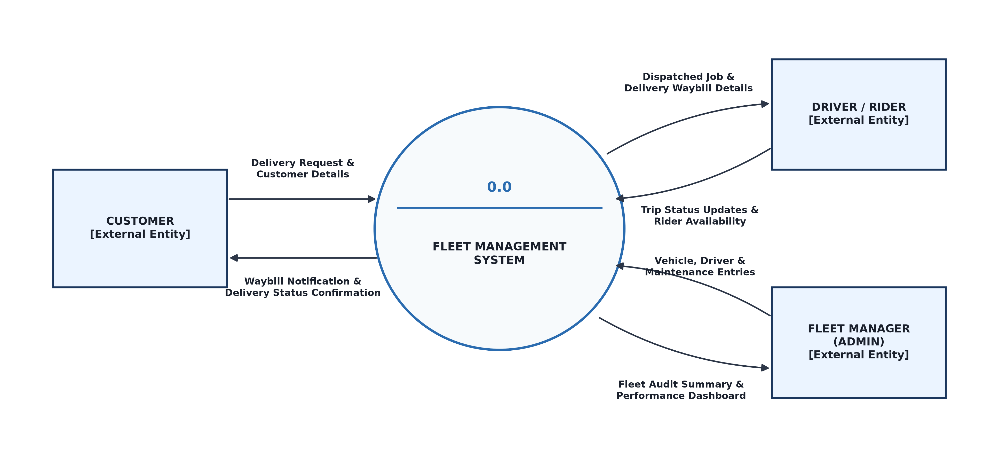 Dispatched Job &
Delivery Waybill Details
DRIVER / RIDER
[External Entity]
Delivery Request &
Customer Details
0.0
Trip Status Updates &
Rider Availability
CUSTOMER
[External Entity]
FLEET MANAGEMENT
SYSTEM
Vehicle, Driver &
Maintenance Entries
Waybill Notification &
Delivery Status Confirmation
FLEET MANAGER
(ADMIN)
[External Entity]
Fleet Audit Summary &
Performance Dashboard